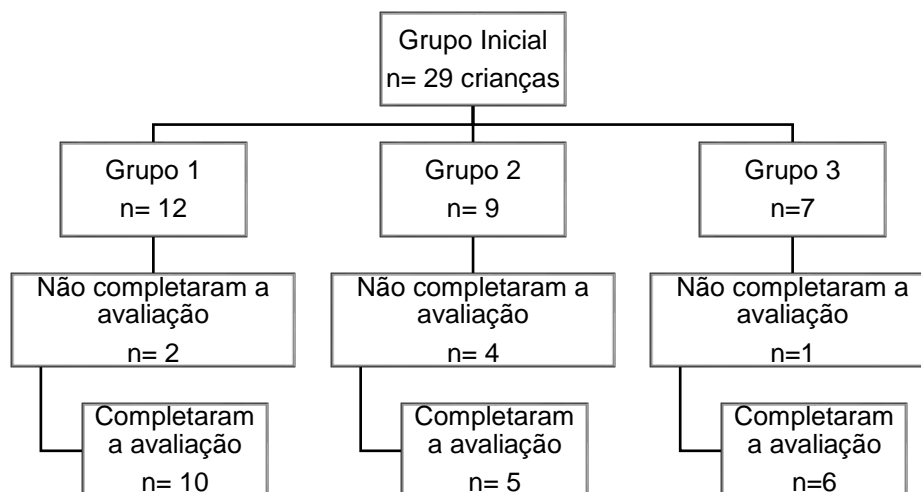 Grupo Inicial
n= 29 crianças
Grupo 1
n= 12
Grupo 2
n= 9
Grupo 3
n=7
Não completaram a
avaliação
n= 2
Não completaram a
avaliação
n= 4
Não completaram a
avaliação
n=1
Completaram
a avaliação
n= 10
Completaram
a avaliação
n= 5
Completaram
a avaliação
n=6